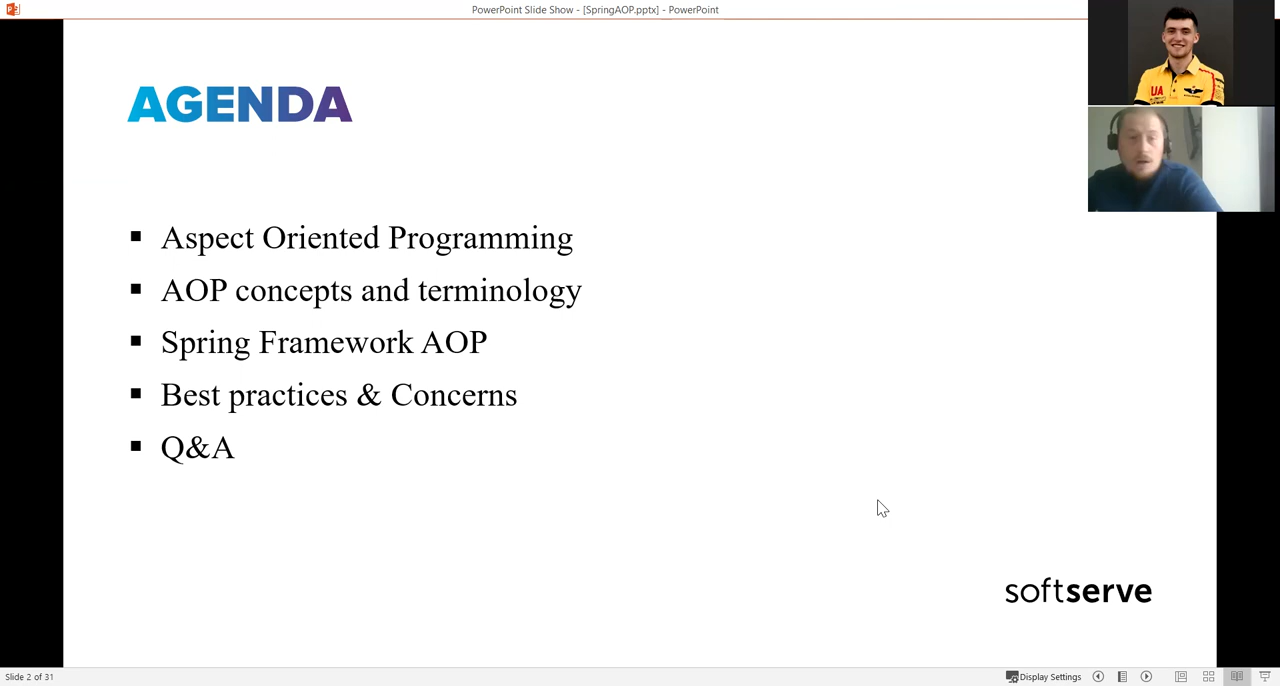 PowerPoint Slide Show - [SpringAOP.pptx] - PowerPoint
AGENDA
UA
▪ Aspect Oriented Programming
▪ AOP concepts and terminology
▪ Spring Framework AOP
▪ Best practices & Concerns
▪ Q&A
softserve
Slide 2 of 31
Display Settings